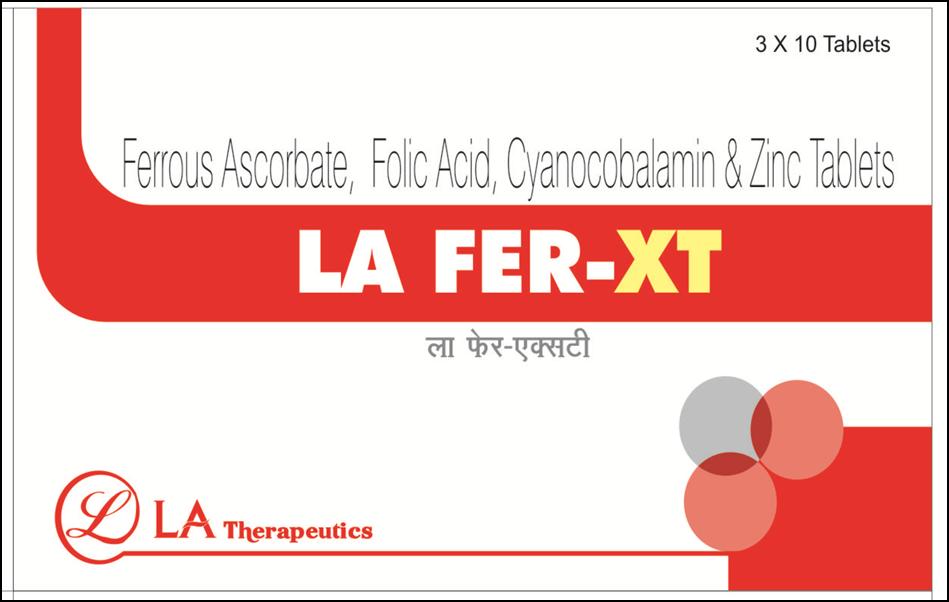 3 X 10 Tablets
Ferrous Ascorbate, Folic Acid, Cyanocobalamin & Zinc Tablets
LA FER-XT
ला फेर-एक्सटी
L LA Therapeutics